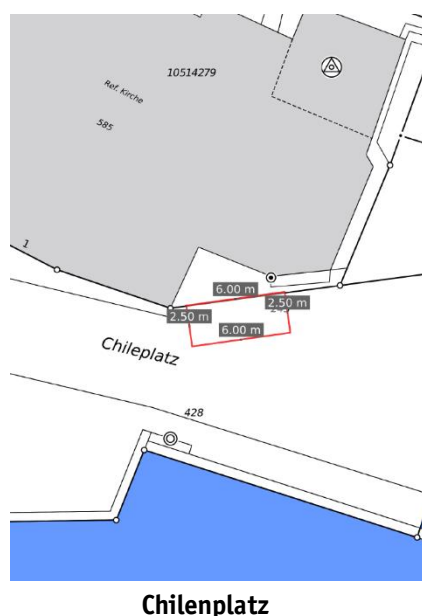 10514279
Ref. Kirche
585
1
6.00 m
2.50 m
2.50 m
6.00 m
Chileplatz
428
Chilenplatz